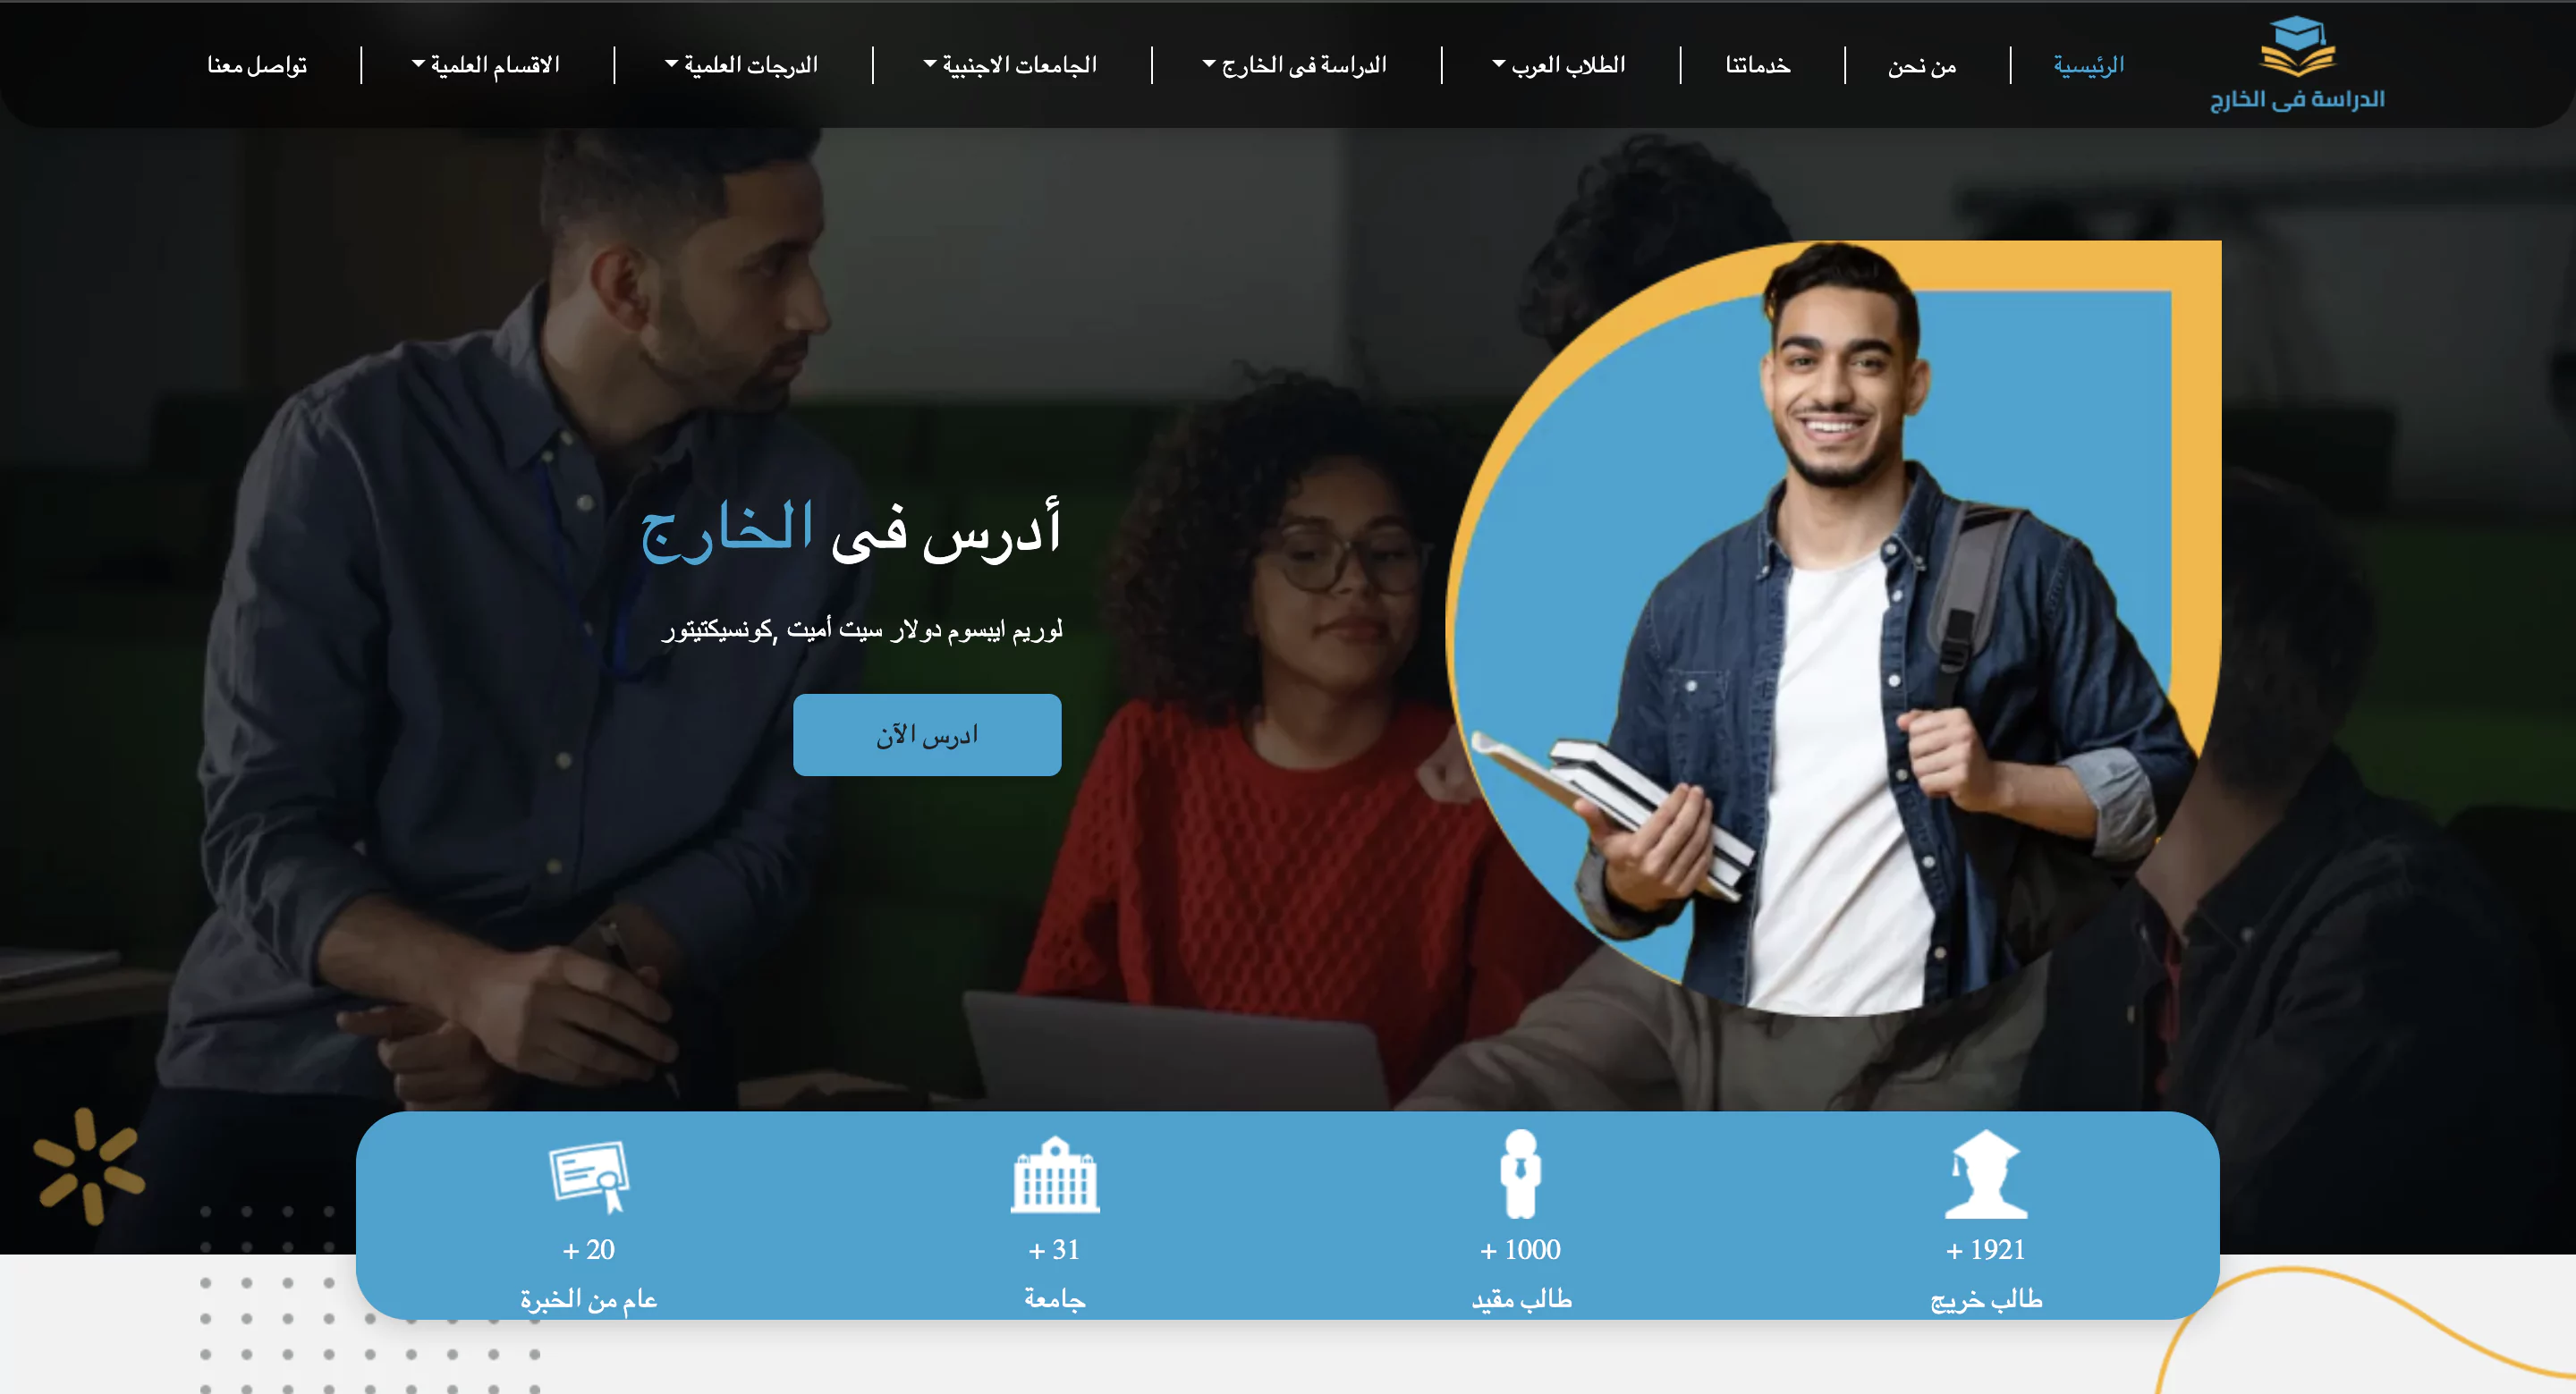 الدراسة فى الخارج
الرئيسية
من نحن
خدماتنا
الطلاب العرب
الدراسة فى الخارج
الجامعات الاجنبية
الدرجات العلمية
الاقسام العلمية
تواصل معنا
أدرس فى الخارج
لوريم ايبسوم دولار سيت أميت ,كونسيكتيتور
ادرس الآن
1921 +
طالب خريج
1000 +
طالب مقيد
31 +
جامعة
20 +
عام من الخبرة